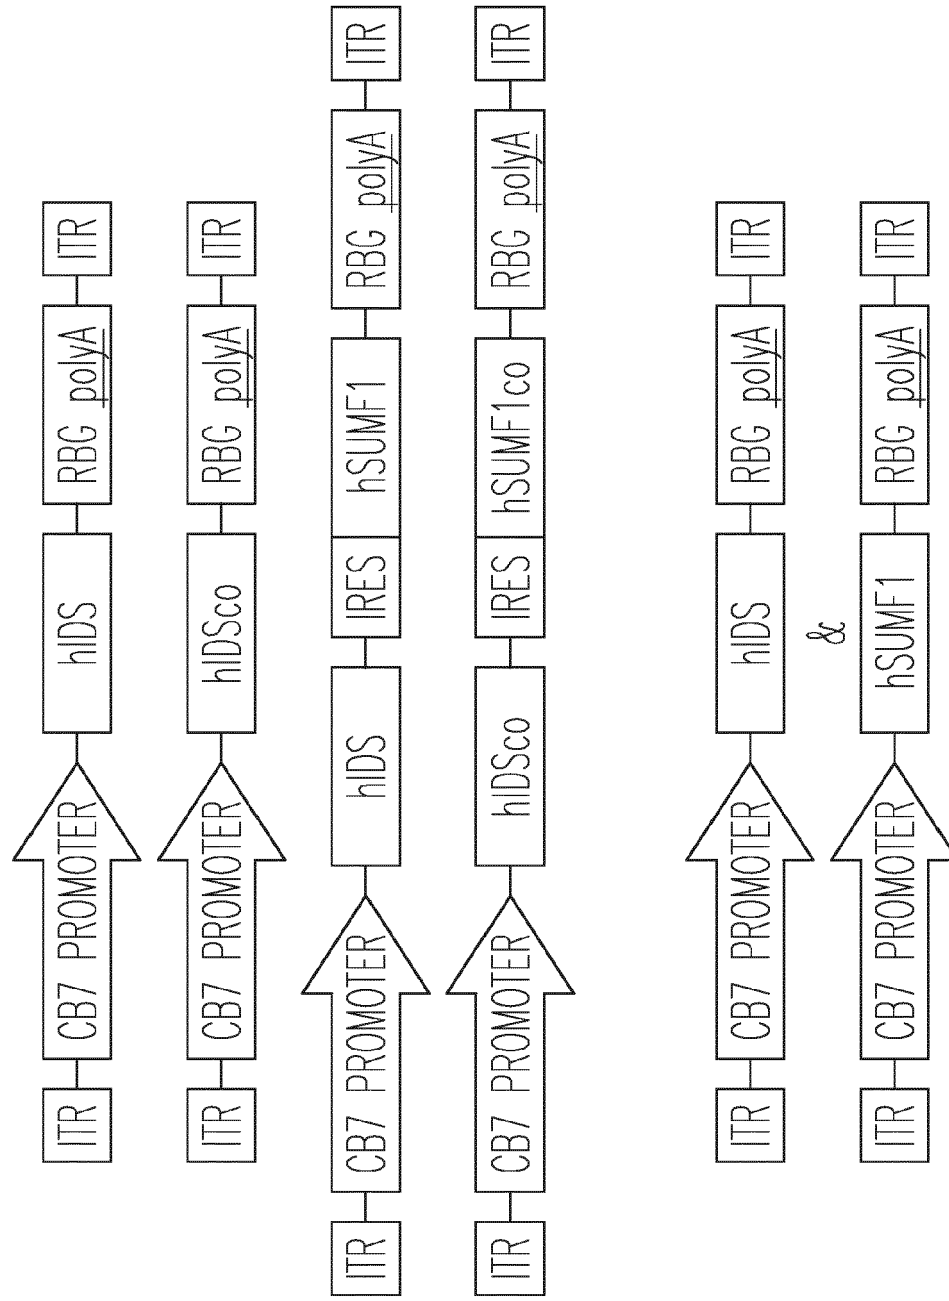 ITR CB7 PROMOTER hIDS RBG polyA ITR
ITR CB7 PROMOTER hIDSco RBG polyA ITR
ITR CB7 PROMOTER hIDS IRES hSUMF1 RBG polyA ITR
ITR CB7 PROMOTER hIDSco IRES hSUMF1co RBG polyA ITR
ITR CB7 PROMOTER hIDS RBG polyA ITR
&
ITR CB7 PROMOTER hSUMF1 RBG polyA ITR